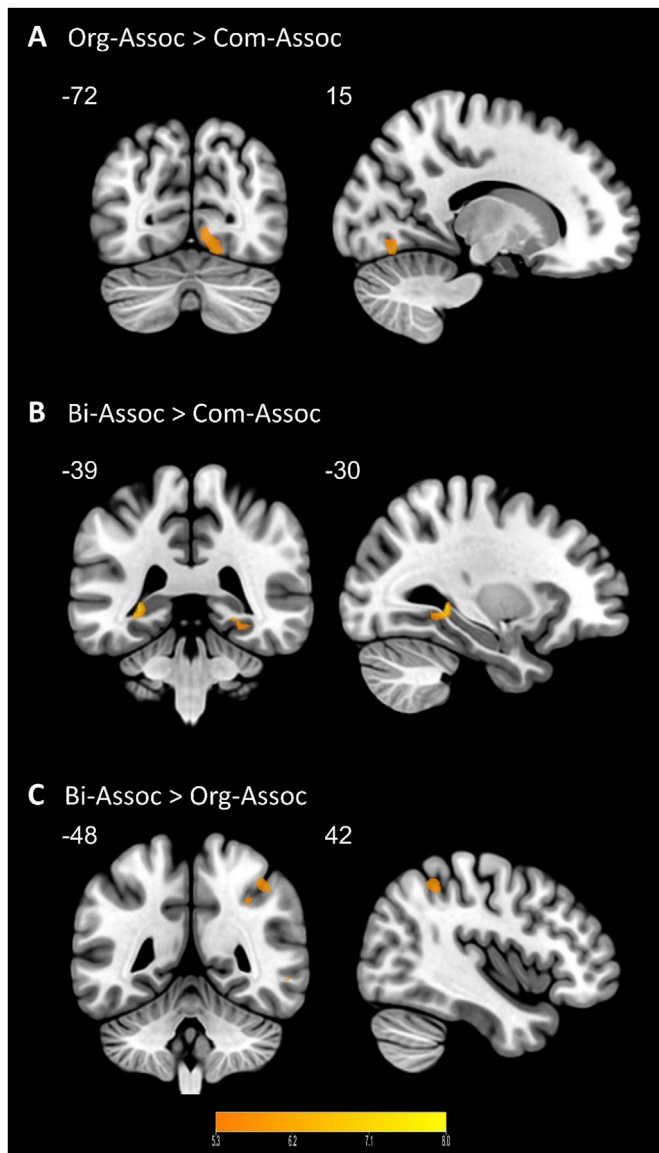 A Org-Assoc > Com-Assoc
-72 15
B Bi-Assoc > Com-Assoc
-39 -30
C Bi-Assoc > Org-Assoc
-48 42
5.3 6.2 7.1 8.0